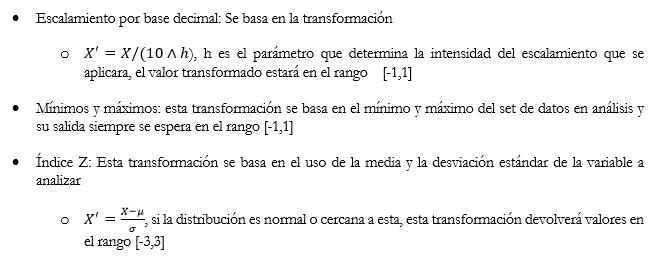 • Escalamiento por base decimal: Se basa en la transformación
o X′ = X/(10 ∧ h), h es el parámetro que determina la intensidad del escalamiento que se
aplicara, el valor transformado estará en el rango [-1,1]
• Mínimos y máximos: esta transformación se basa en el mínimo y máximo del set de datos en análisis y
su salida siempre se espera en el rango [-1,1]
• Índice Z: Esta transformación se basa en el uso de la media y la desviación estándar de la variable a
analizar
o X′ = (X−μ)/σ, si la distribución es normal o cercana a esta, esta transformación devolverá valores en
el rango [-3,3]